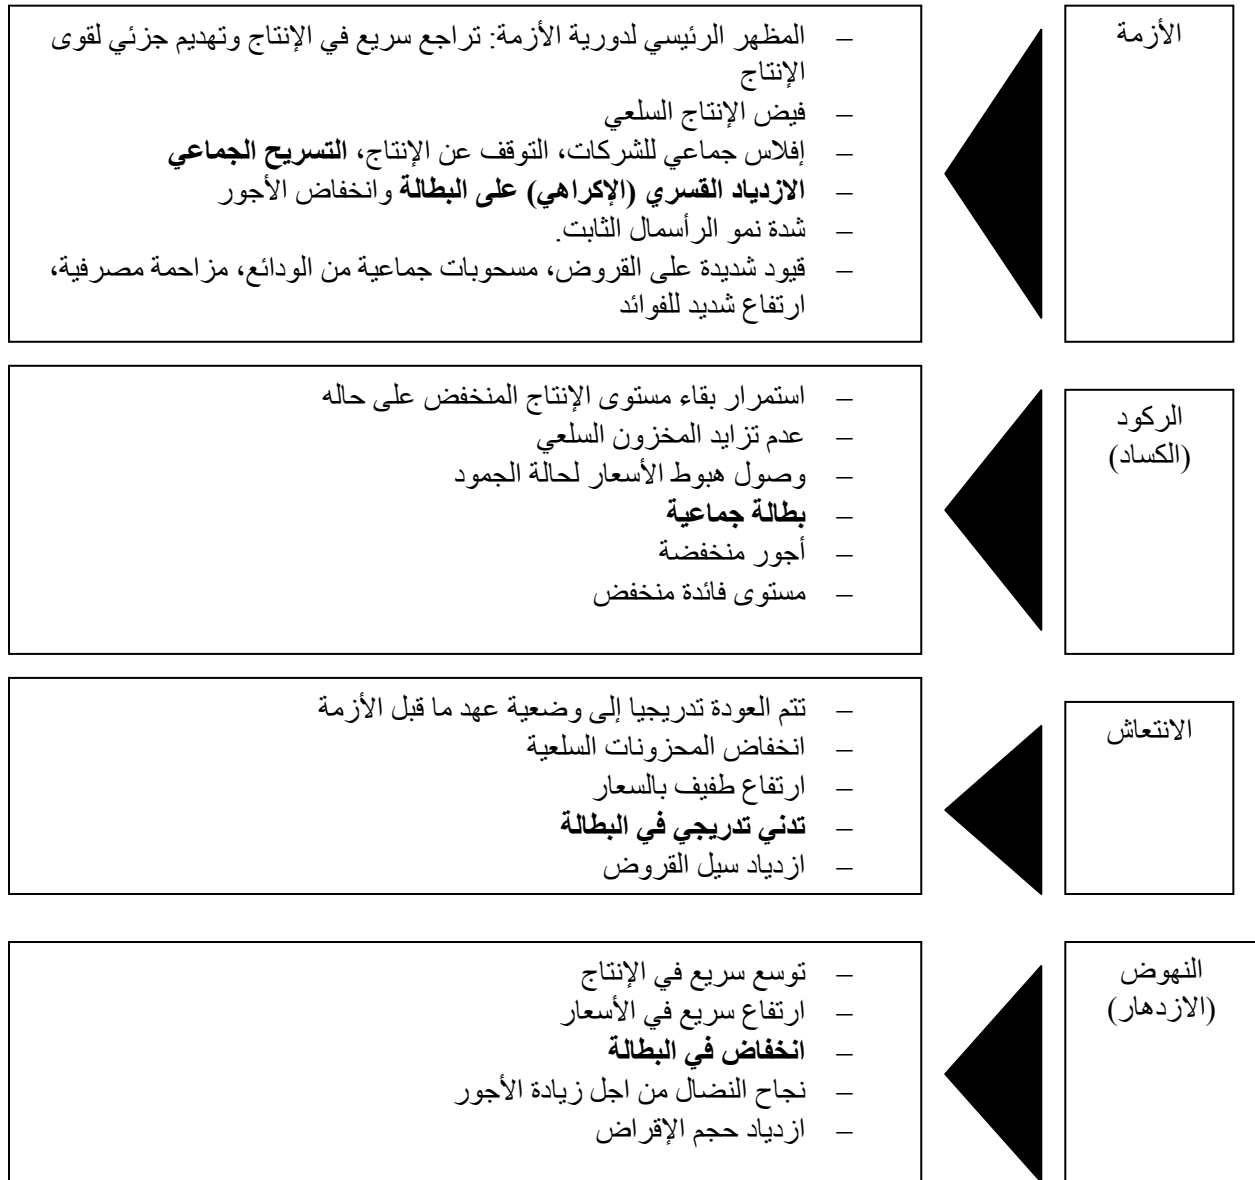 الأزمة
– المظهر الرئيسي لدورية الأزمة: تراجع سريع في الإنتاج وتهديم جزئي لقوى
الإنتاج
– فيض الإنتاج السلعي
– إفلاس جماعي للشركات، التوقف عن الإنتاج، التسريح الجماعي
– الازدياد القسري (الإكراهي) على البطالة وانخفاض الأجور
– شدة نمو الرأسمال الثابت.
– قيود شديدة على القروض، مسحوبات جماعية من الودائع، مزاحمة مصرفية،
ارتفاع شديد للفوائد
الركود
(الكساد)
– استمرار بقاء مستوى الإنتاج المنخفض على حاله
– عدم تزايد المخزون السلعي
– وصول هبوط الأسعار لحالة الجمود
– بطالة جماعية
– أجور منخفضة
– مستوى فائدة منخفض
الانتعاش
– تتم العودة تدريجيا إلى وضعية عهد ما قبل الأزمة
– انخفاض المحزونات السلعية
– ارتفاع طفيف بالسعار
– تدني تدريجي في البطالة
– ازدياد سيل القروض
النهوض
(الازدهار)
– توسع سريع في الإنتاج
– ارتفاع سريع في الأسعار
– انخفاض في البطالة
– نجاح النضال من اجل زيادة الأجور
– ازدياد حجم الإقراض